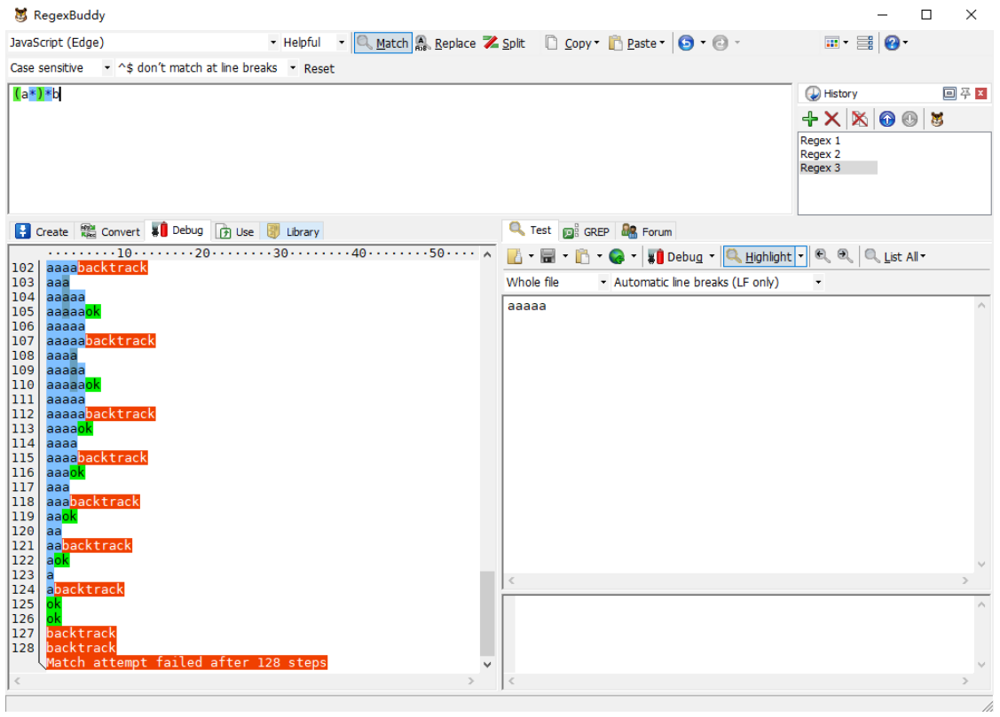 RegexBuddy
JavaScript (Edge) Helpful Match Replace Split Copy Paste
Case sensitive ^$ don't match at line breaks Reset
(a*)*b
History
Regex 1
Regex 2
Regex 3
Create Convert Debug Use Library
Test GREP Forum
·········10········20········30········40········50····
Debug Highlight List All
Whole file Automatic line breaks (LF only)
aaaaa
102 aaaabacktrack
103 aaa
104 aaaaa
105 aaaaaok
106 aaaaa
107 aaaaabacktrack
108 aaaa
109 aaaaa
110 aaaaaok
111 aaaaa
112 aaaaabacktrack
113 aaaaok
114 aaaa
115 aaaabacktrack
116 aaaok
117 aaa
118 aaabacktrack
119 aaok
120 aa
121 aabacktrack
122 aok
123 a
124 abacktrack
125 ok
126 ok
127 backtrack
128 backtrack
Match attempt failed after 128 steps